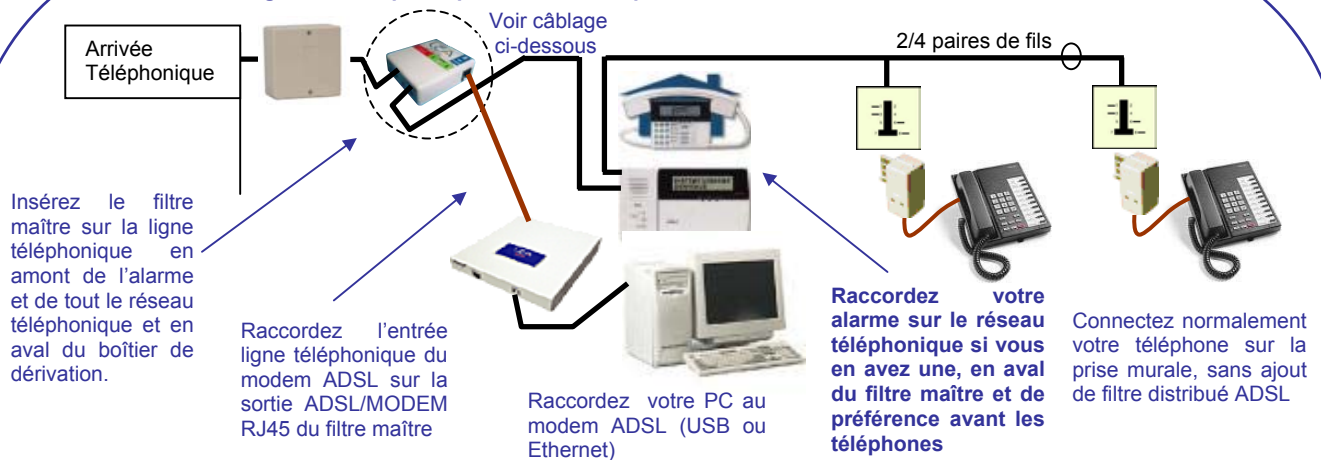 Voir câblage
ci-dessous
Arrivée
Téléphonique
2/4 paires de fils
Insérez le filtre
maître sur la ligne
téléphonique en
amont de l'alarme
et de tout le réseau
téléphonique et en
aval du boîtier de
dérivation.
Raccordez l'entrée
ligne téléphonique du
modem ADSL sur la
sortie ADSL/MODEM
RJ45 du filtre maître
Raccordez votre PC au
modem ADSL (USB ou
Ethernet)
Raccordez votre
alarme sur le réseau
téléphonique si vous
en avez une, en aval
du filtre maître et de
préférence avant les
téléphones
Connectez normalement
votre téléphone sur la
prise murale, sans ajout
de filtre distribué ADSL